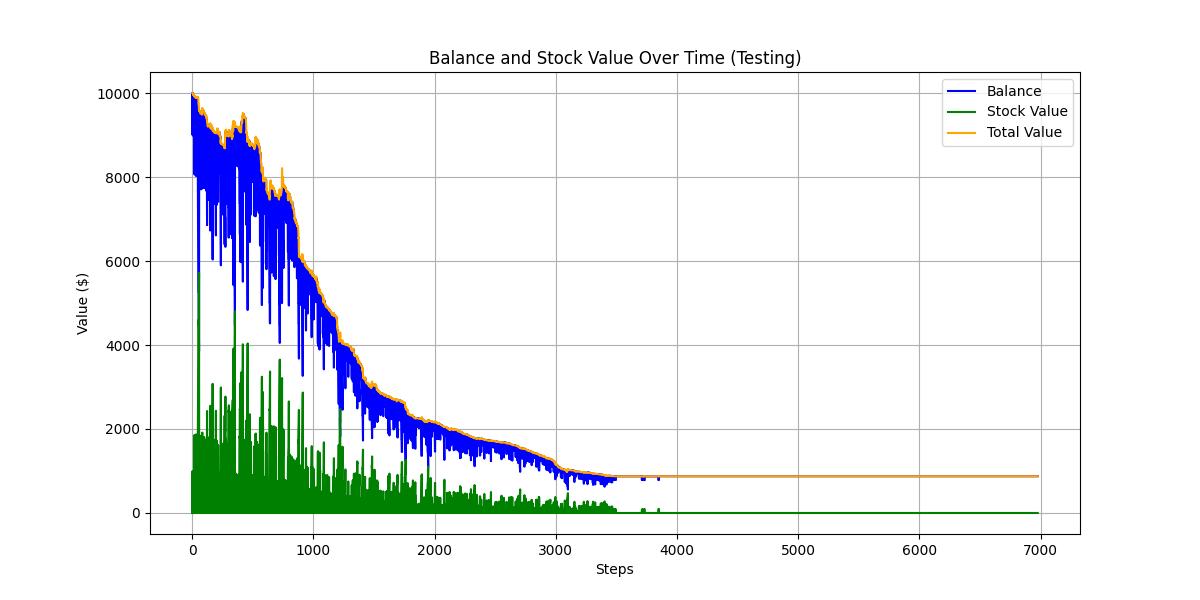 Balance and Stock Value Over Time (Testing)
Balance
Stock Value
Total Value
Value ($)
10000
8000
6000
4000
2000
0
0 1000 2000 3000 4000 5000 6000 7000
Steps